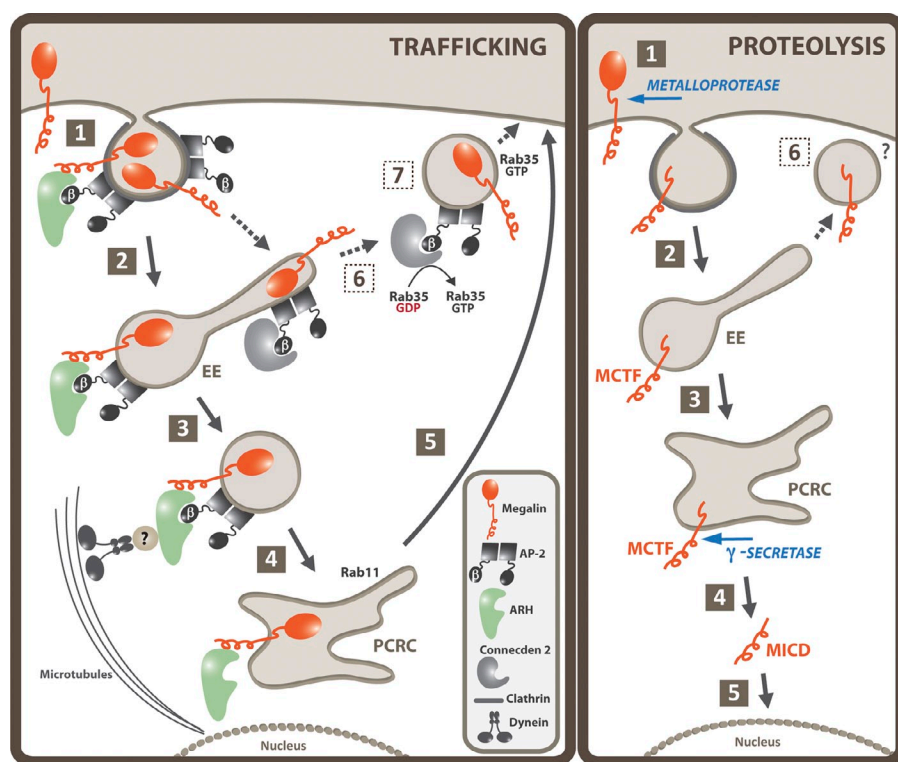 TRAFFICKING
1
β
β
2
7
Rab35
GTP
β
6
Rab35
GDP
Rab35
GTP
EE
β
β
3
5
β
?
4
Rab11
PCRC
Microtubules
Nucleus
Megalin
AP-2
β
ARH
Connecden 2
Clathrin
Dynein
PROTEOLYSIS
1
METALLOPROTEASE
6
?
2
EE
MCTF
3
PCRC
MCTF
γ -SECRETASE
4
MICD
5
Nucleus